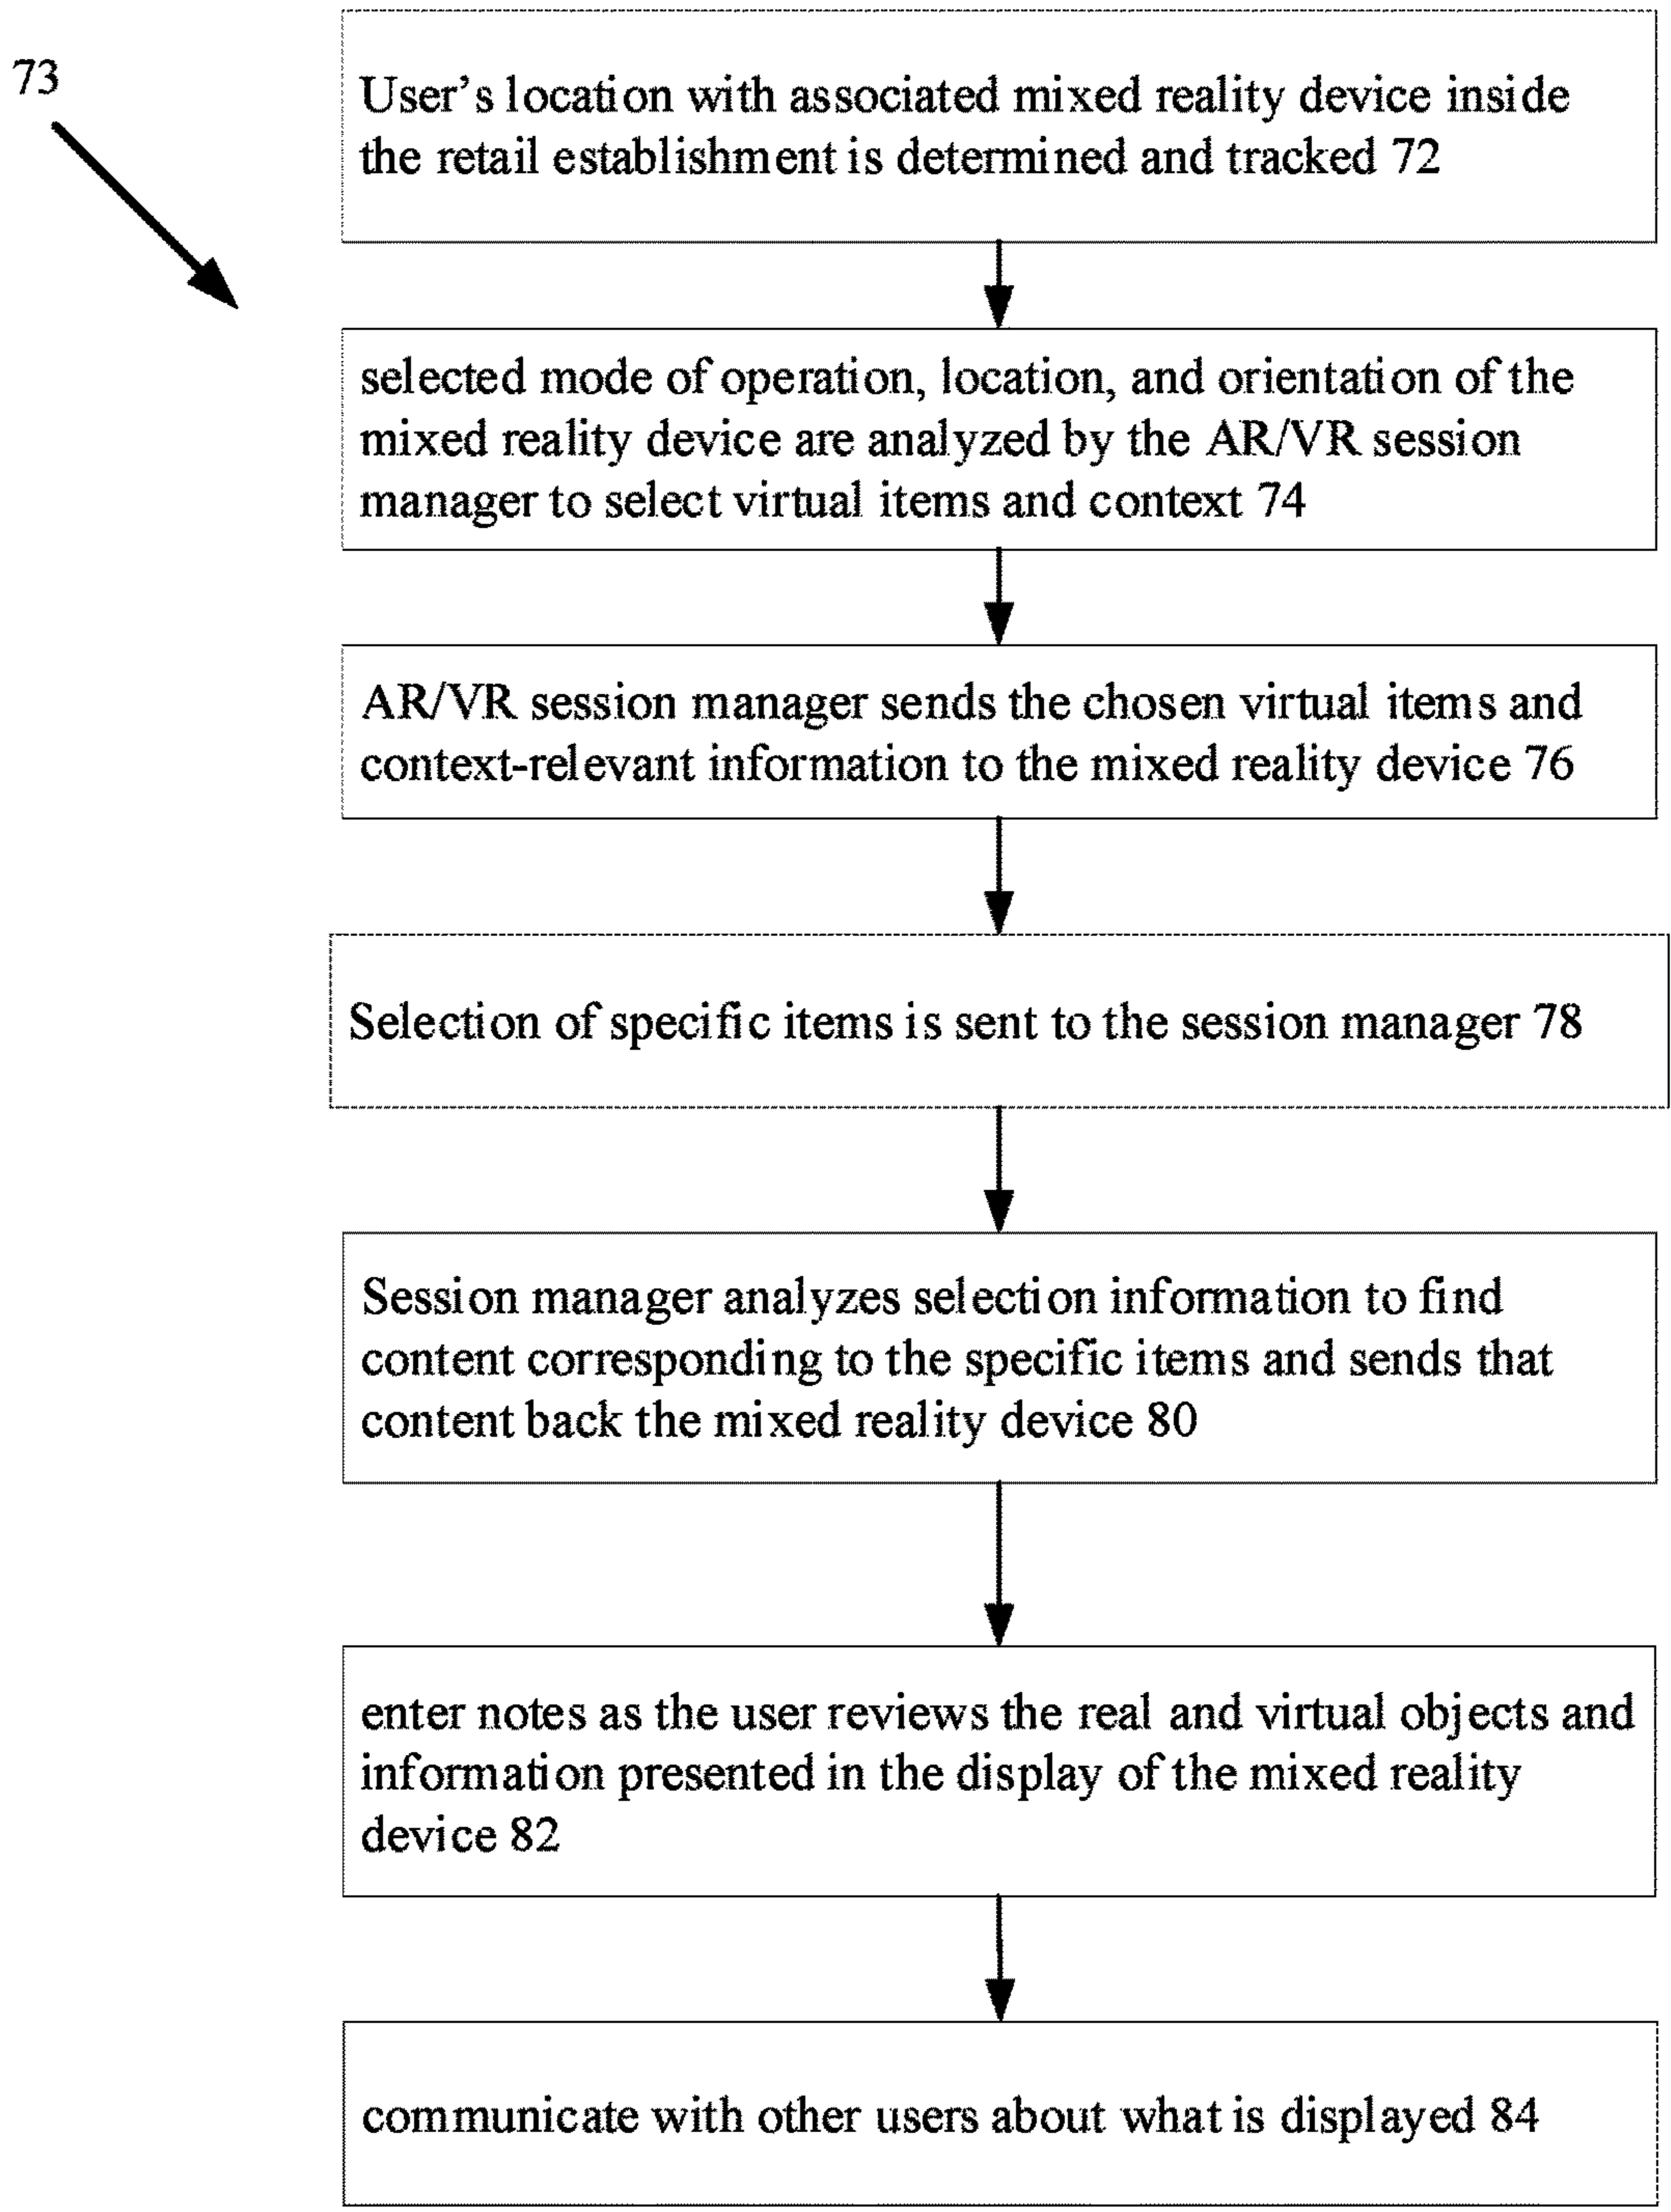 73
User's location with associated mixed reality device inside
the retail establishment is determined and tracked 72
selected mode of operation, location, and orientation of the
mixed reality device are analyzed by the AR/VR session
manager to select virtual items and context 74
AR/VR session manager sends the chosen virtual items and
context-relevant information to the mixed reality device 76
Selection of specific items is sent to the session manager 78
Session manager analyzes selection information to find
content corresponding to the specific items and sends that
content back the mixed reality device 80
enter notes as the user reviews the real and virtual objects and
information presented in the display of the mixed reality
device 82
communicate with other users about what is displayed 84